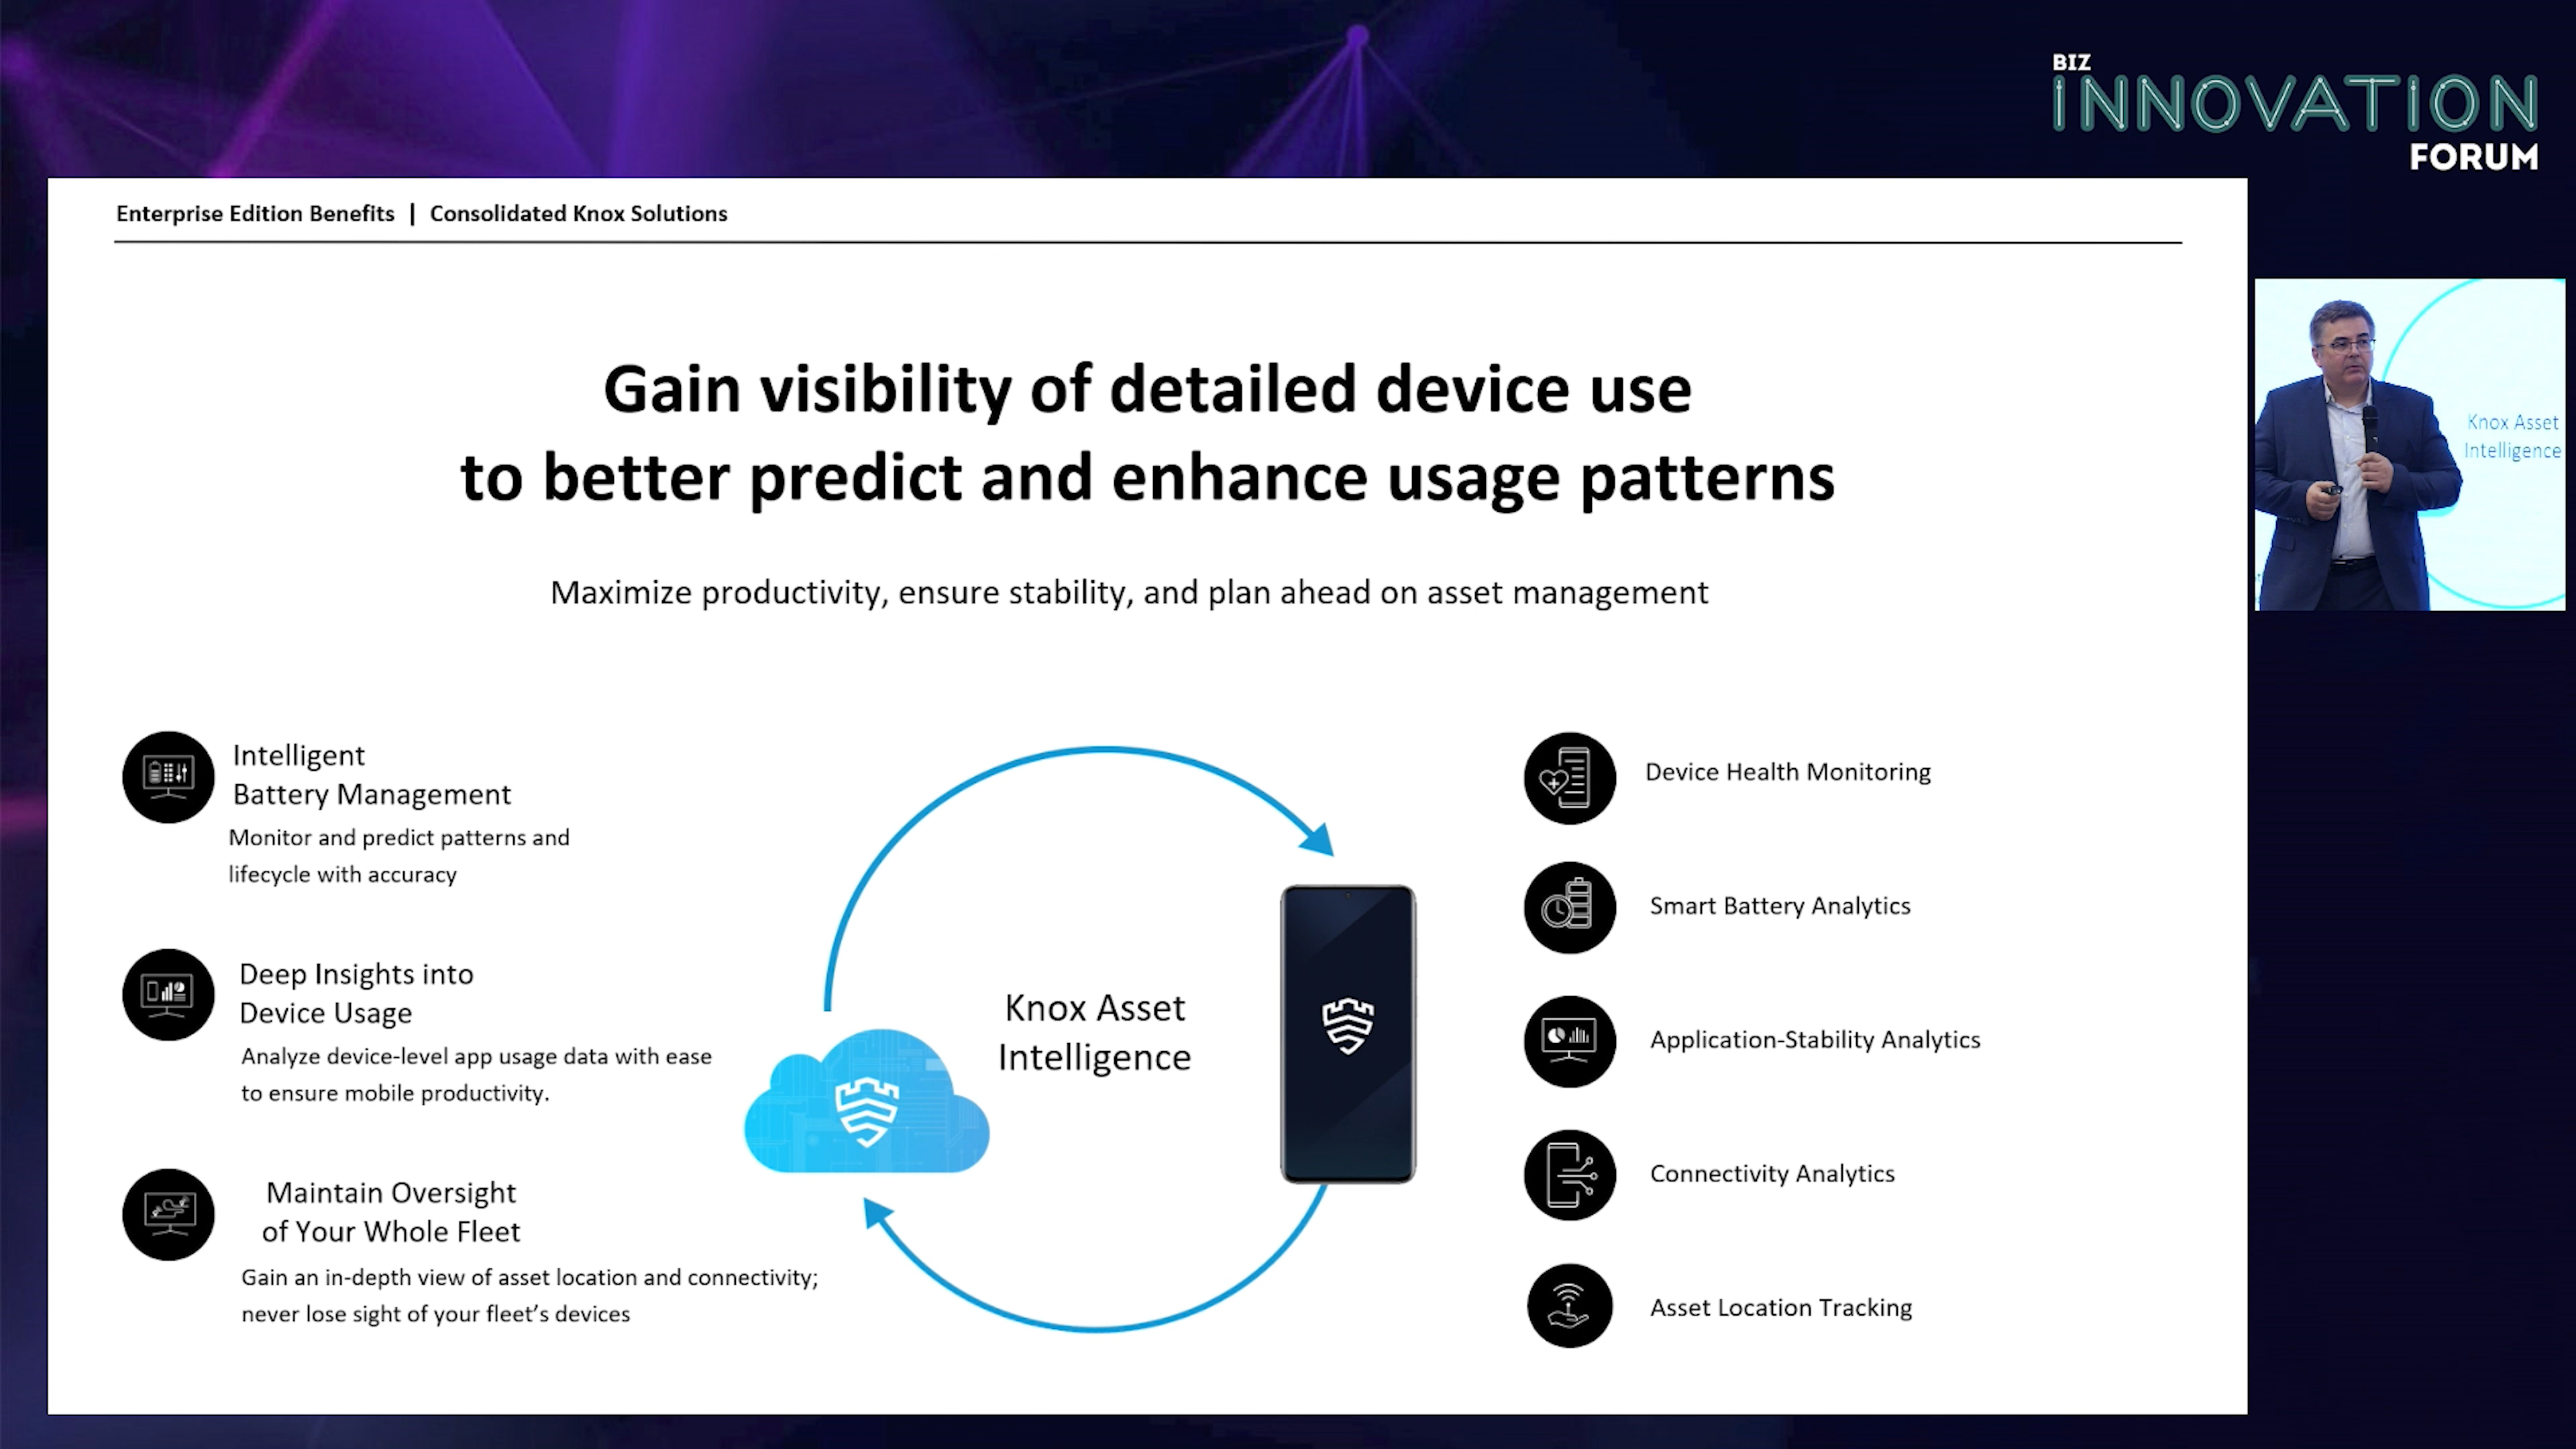 BIZ
INNOVATION
FORUM
Enterprise Edition Benefits | Consolidated Knox Solutions
Gain visibility of detailed device use
to better predict and enhance usage patterns
Maximize productivity, ensure stability, and plan ahead on asset management
Knox Asset
Intelligence
Intelligent
Battery Management
Monitor and predict patterns and
lifecycle with accuracy
Deep Insights into
Device Usage
Analyze device-level app usage data with ease
to ensure mobile productivity.
Maintain Oversight
of Your Whole Fleet
Gain an in-depth view of asset location and connectivity;
never lose sight of your fleet’s devices
Knox Asset
Intelligence
Device Health Monitoring
Smart Battery Analytics
Application-Stability Analytics
Connectivity Analytics
Asset Location Tracking